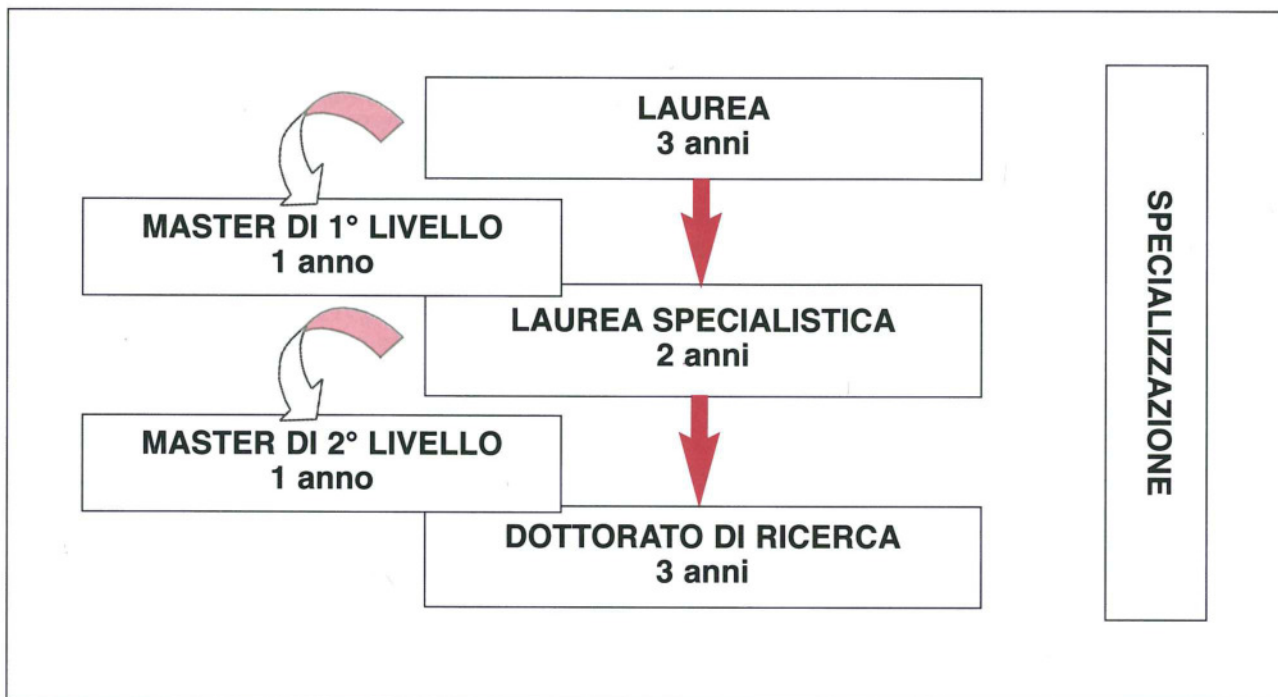 LAUREA
3 anni
MASTER DI 1° LIVELLO
1 anno
LAUREA SPECIALISTICA
2 anni
MASTER DI 2° LIVELLO
1 anno
DOTTORATO DI RICERCA
3 anni
SPECIALIZZAZIONE